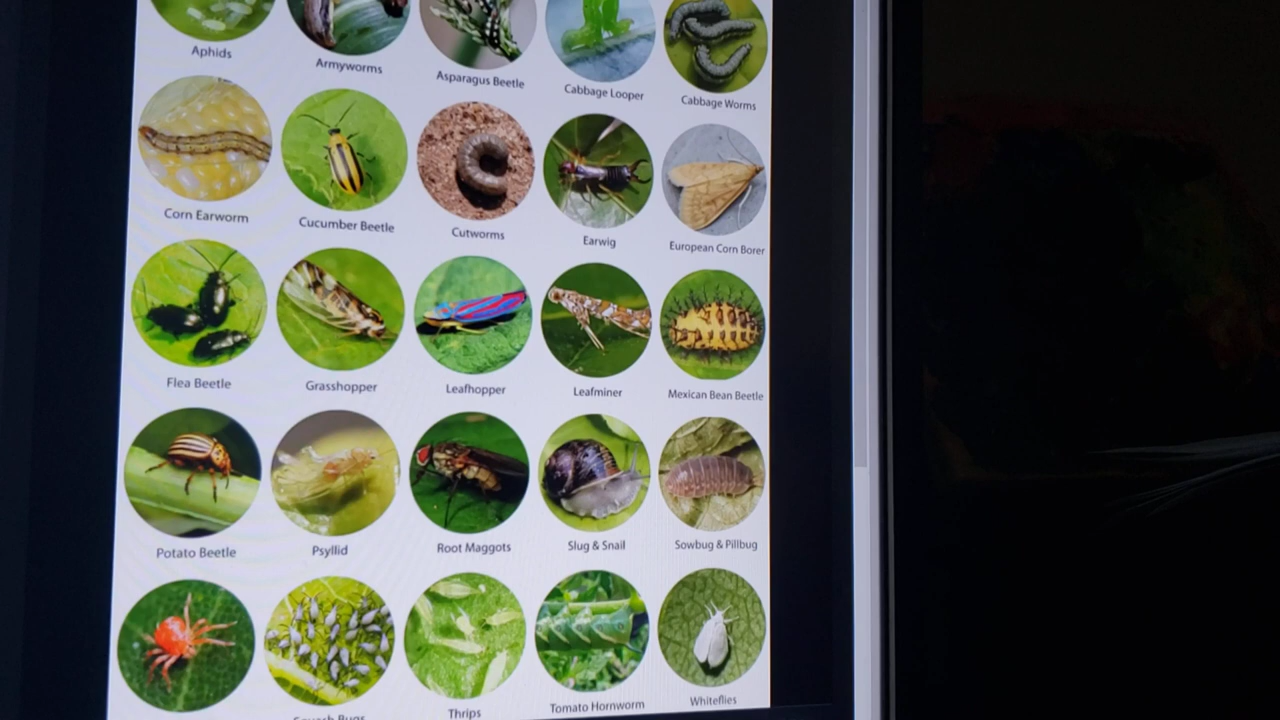 Aphids
Armyworms
Asparagus Beetle
Cabbage Looper
Cabbage Worms
Corn Earworm
Cucumber Beetle
Cutworms
Earwig
European Corn Borer
Flea Beetle
Grasshopper
Leafhopper
Leafminer
Mexican Bean Beetle
Potato Beetle
Psyllid
Root Maggots
Slug & Snail
Sowbug & Pillbug
Squash Bugs
Thrips
Tomato Hornworm
Whiteflies